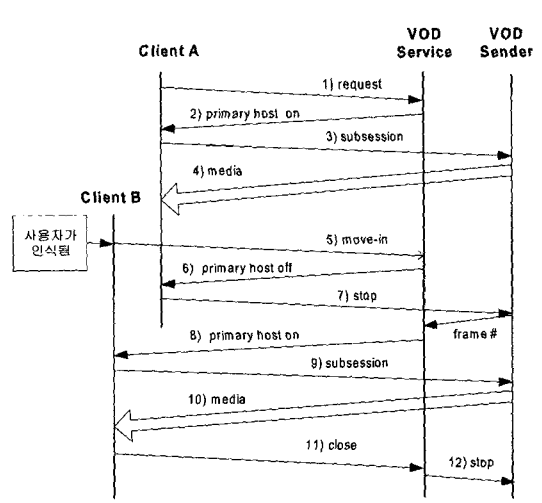 VOD Service
VOD Sender
Client A
1) request
2) primary host on
3) subsession
4) media
Client B
사용자가
인식됨
5) move-in
6) primary host off
7) stop
frame #
8) primary host on
9) subsession
10) media
11) close
12) stop